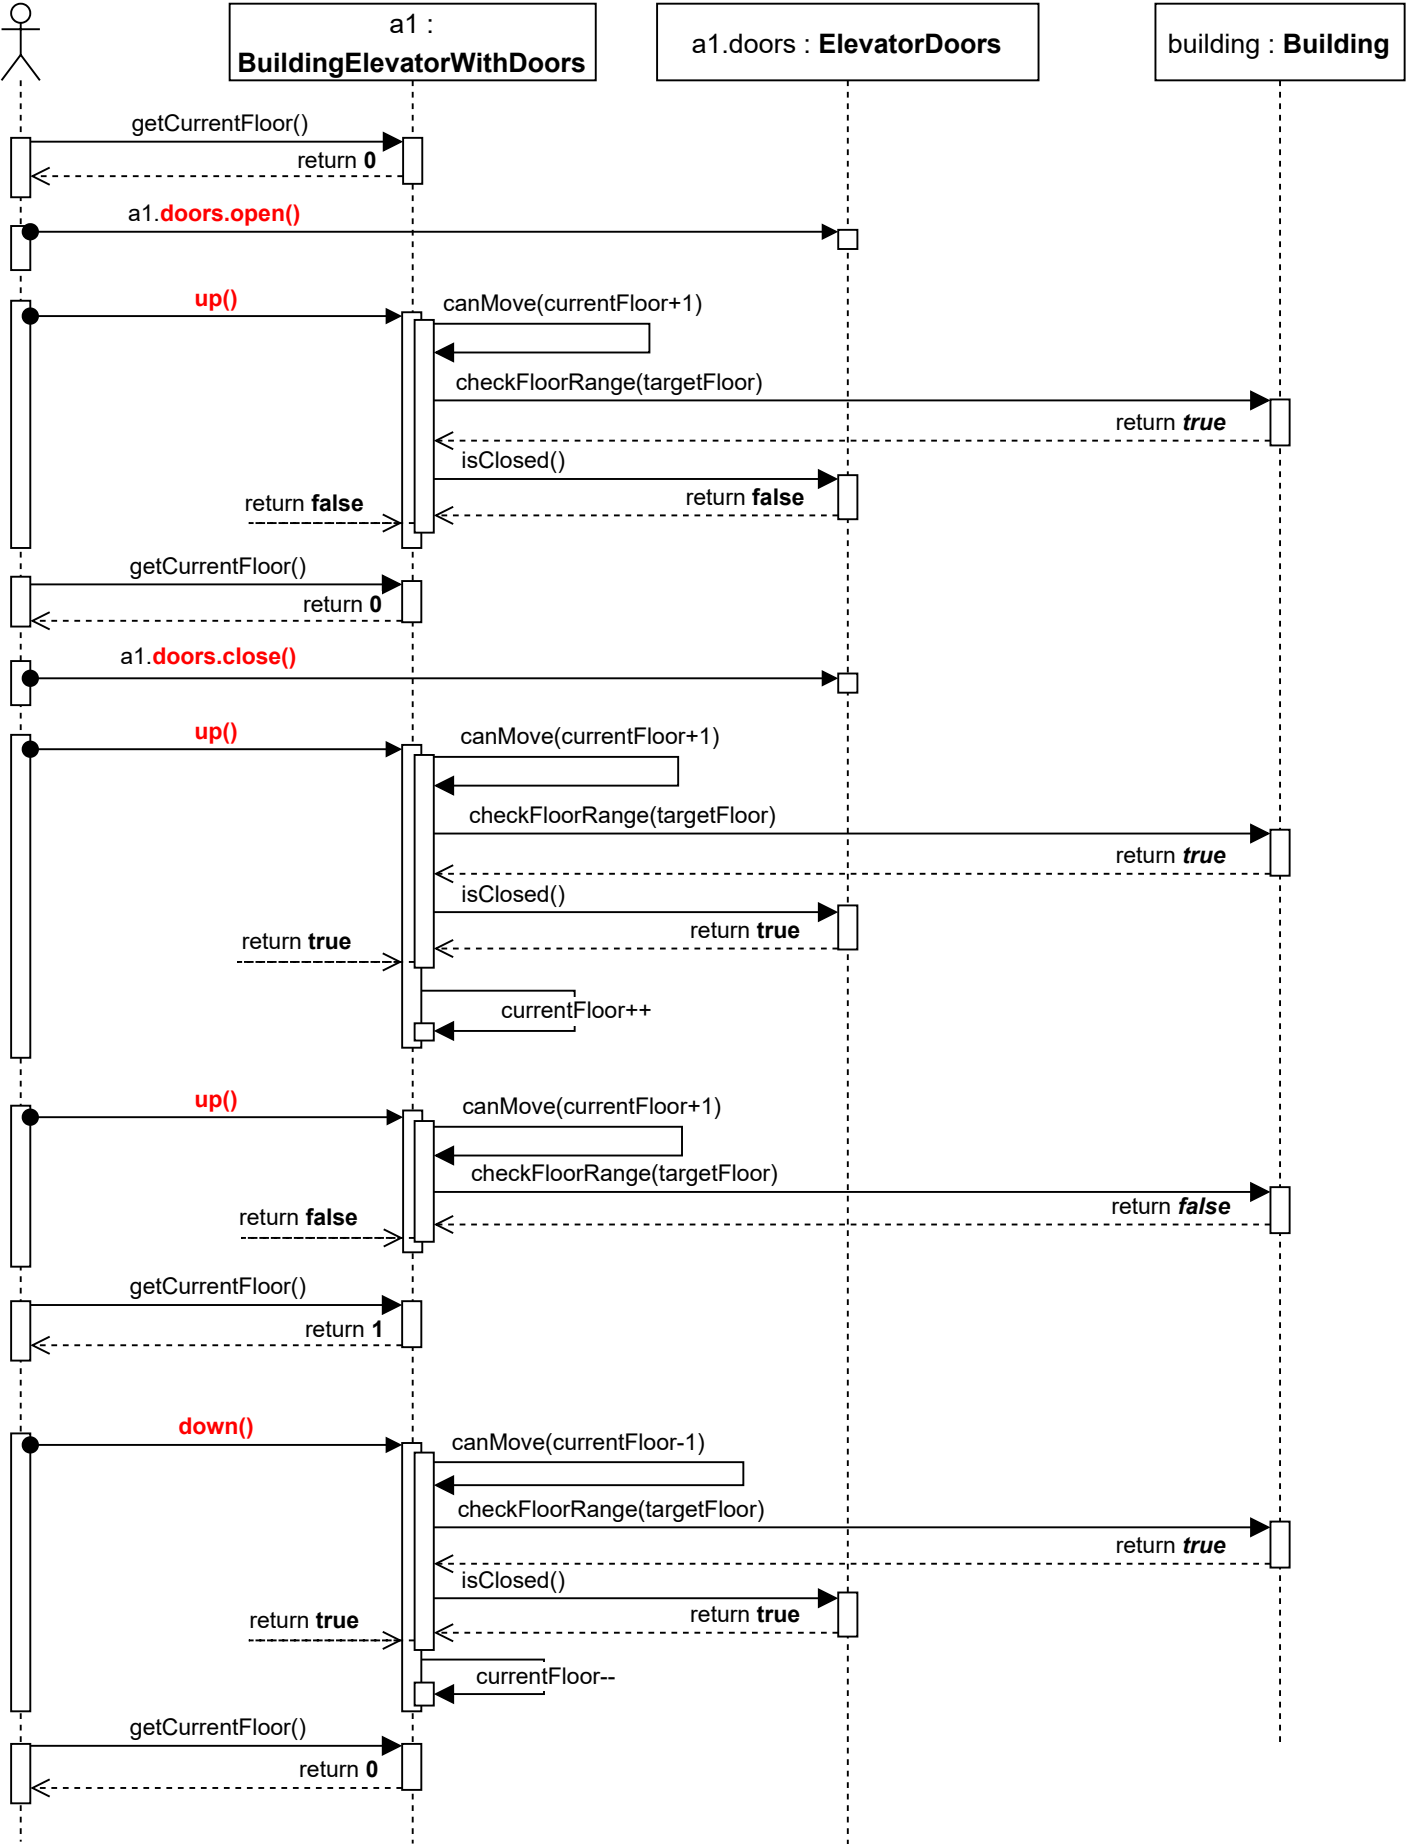 a1 :
BuildingElevatorWithDoors
a1.doors : ElevatorDoors
building : Building
getCurrentFloor()
return 0
a1.doors.open()
up()
canMove(currentFloor+1)
checkFloorRange(targetFloor)
return true
isClosed()
return false
return false
getCurrentFloor()
return 0
a1.doors.close()
up()
canMove(currentFloor+1)
checkFloorRange(targetFloor)
return true
isClosed()
return true
return true
currentFloor++
up()
canMove(currentFloor+1)
checkFloorRange(targetFloor)
return false
return false
getCurrentFloor()
return 1
down()
canMove(currentFloor-1)
checkFloorRange(targetFloor)
return true
isClosed()
return true
return true
currentFloor--
getCurrentFloor()
return 0